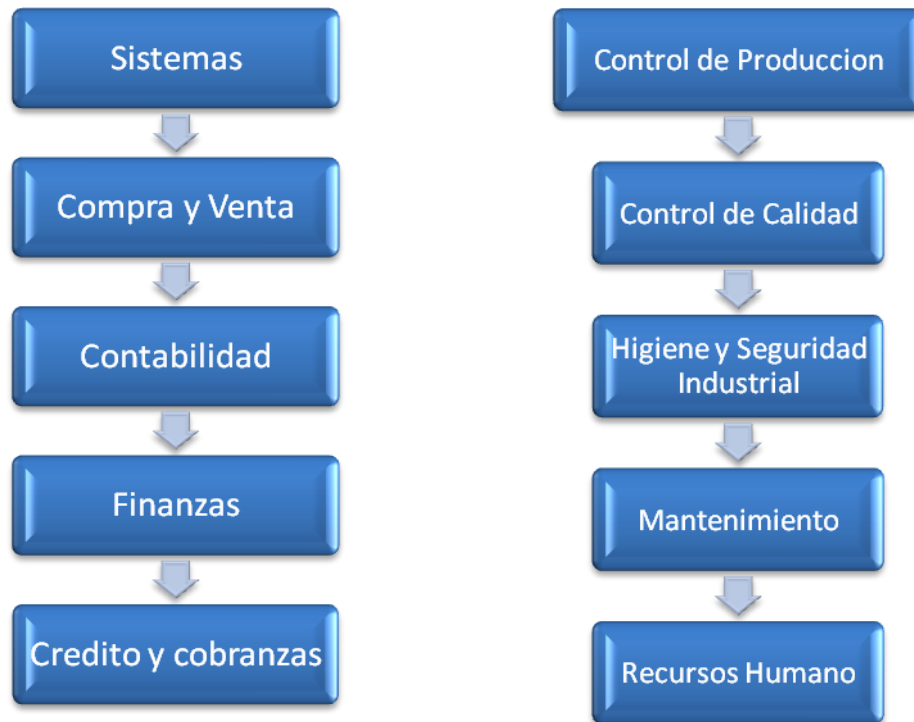 Sistemas
Compra y Venta
Contabilidad
Finanzas
Credito y cobranzas
Control de Produccion
Control de Calidad
Higiene y Seguridad
Industrial
Mantenimiento
Recursos Humano